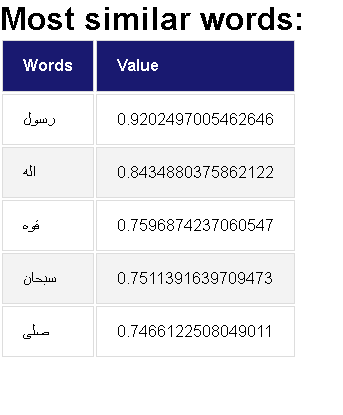 Most similar words:
Words Value
رسول 0.9202497005462646
اله 0.8434880375862122
قوه 0.7596874237060547
سبحان 0.7511391639709473
صلی 0.7466122508049011